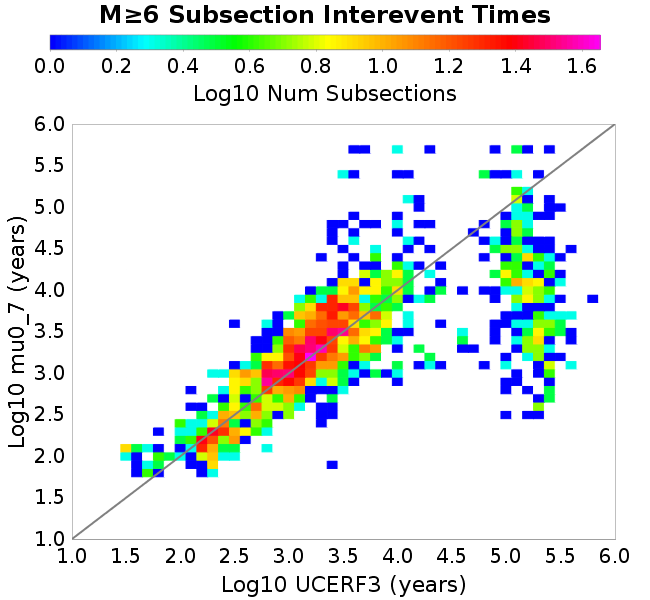 M≥6 Subsection Interevent Times
0.0 0.2 0.4 0.6 0.8 1.0 1.2 1.4 1.6
Log10 Num Subsections
6.0
5.5
5.0
4.5
4.0
3.5
3.0
2.5
2.0
1.5
1.0
Log10 mu0_7 (years)
1.0 1.5 2.0 2.5 3.0 3.5 4.0 4.5 5.0 5.5 6.0
Log10 UCERF3 (years)